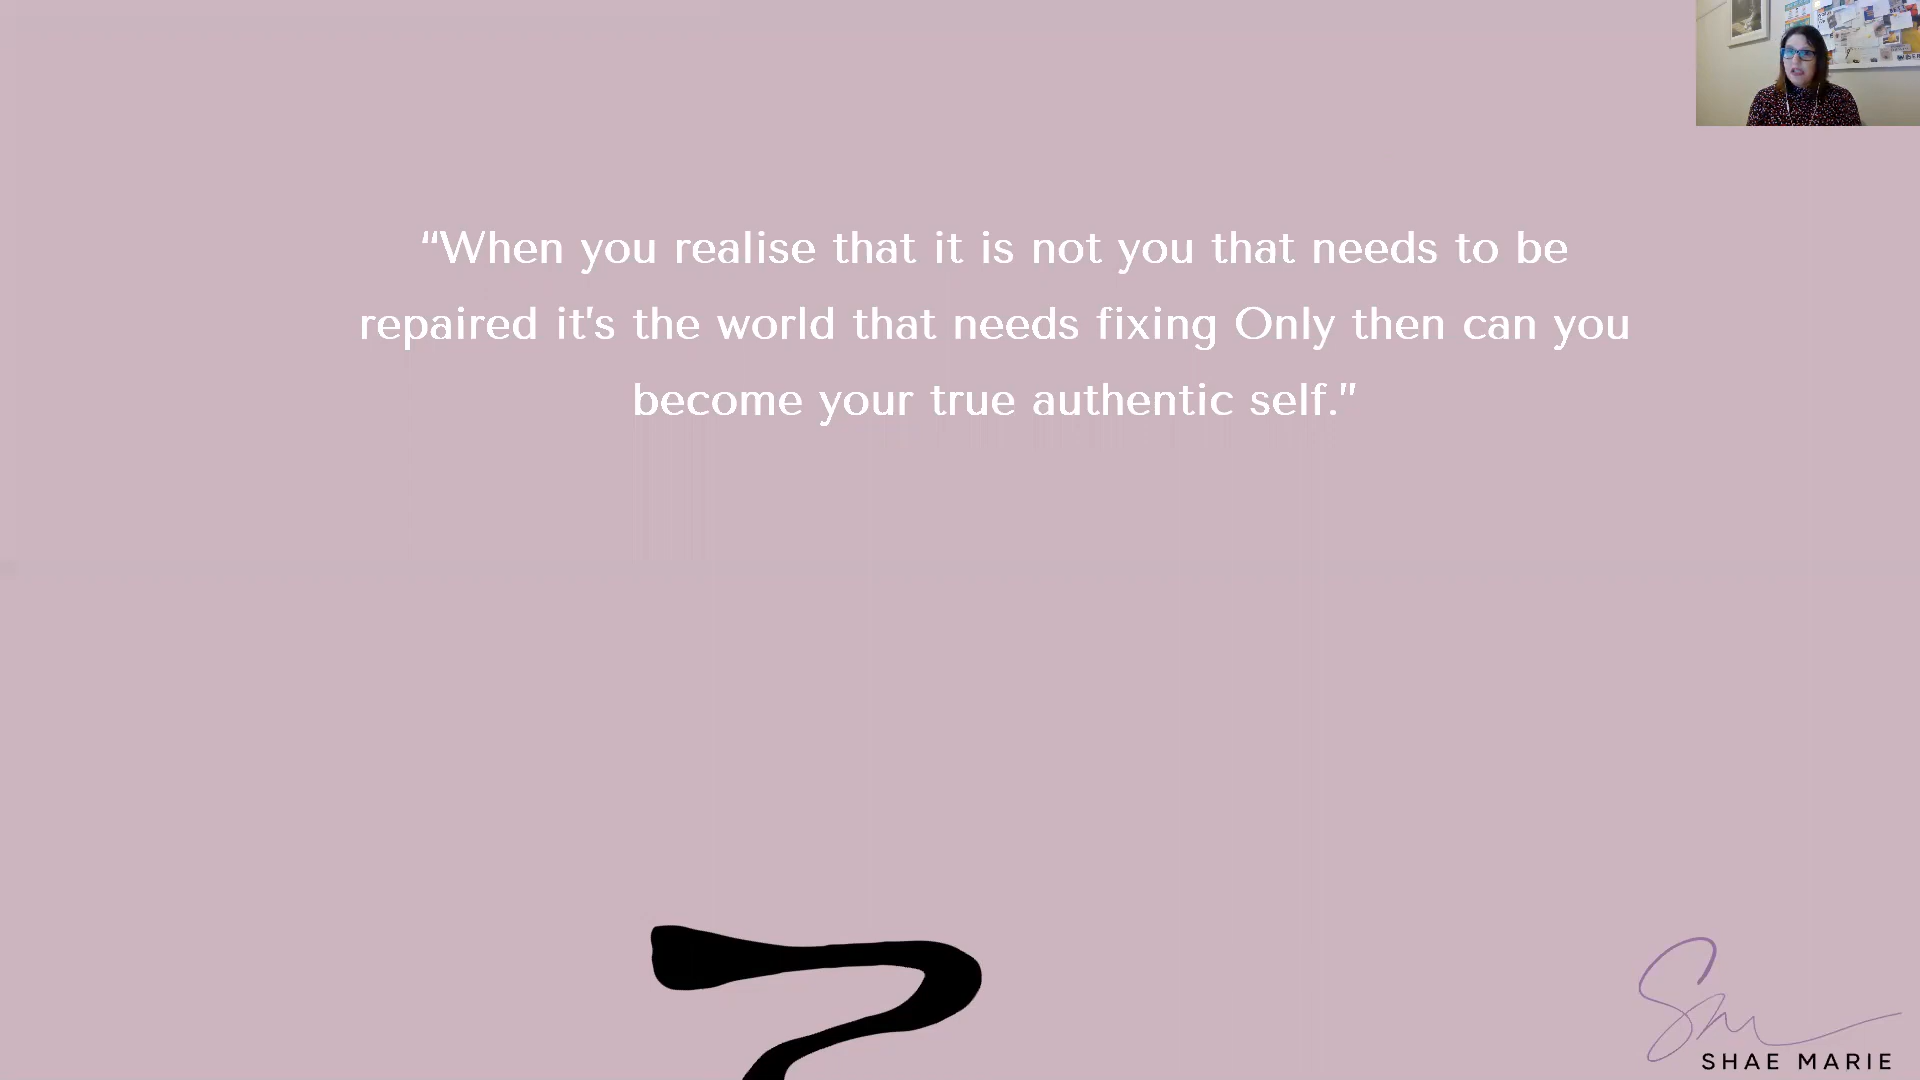 “When you realise that it is not you that needs to be
repaired it's the world that needs fixing Only then can you
become your true authentic self.”
SM
SHAE MARIE